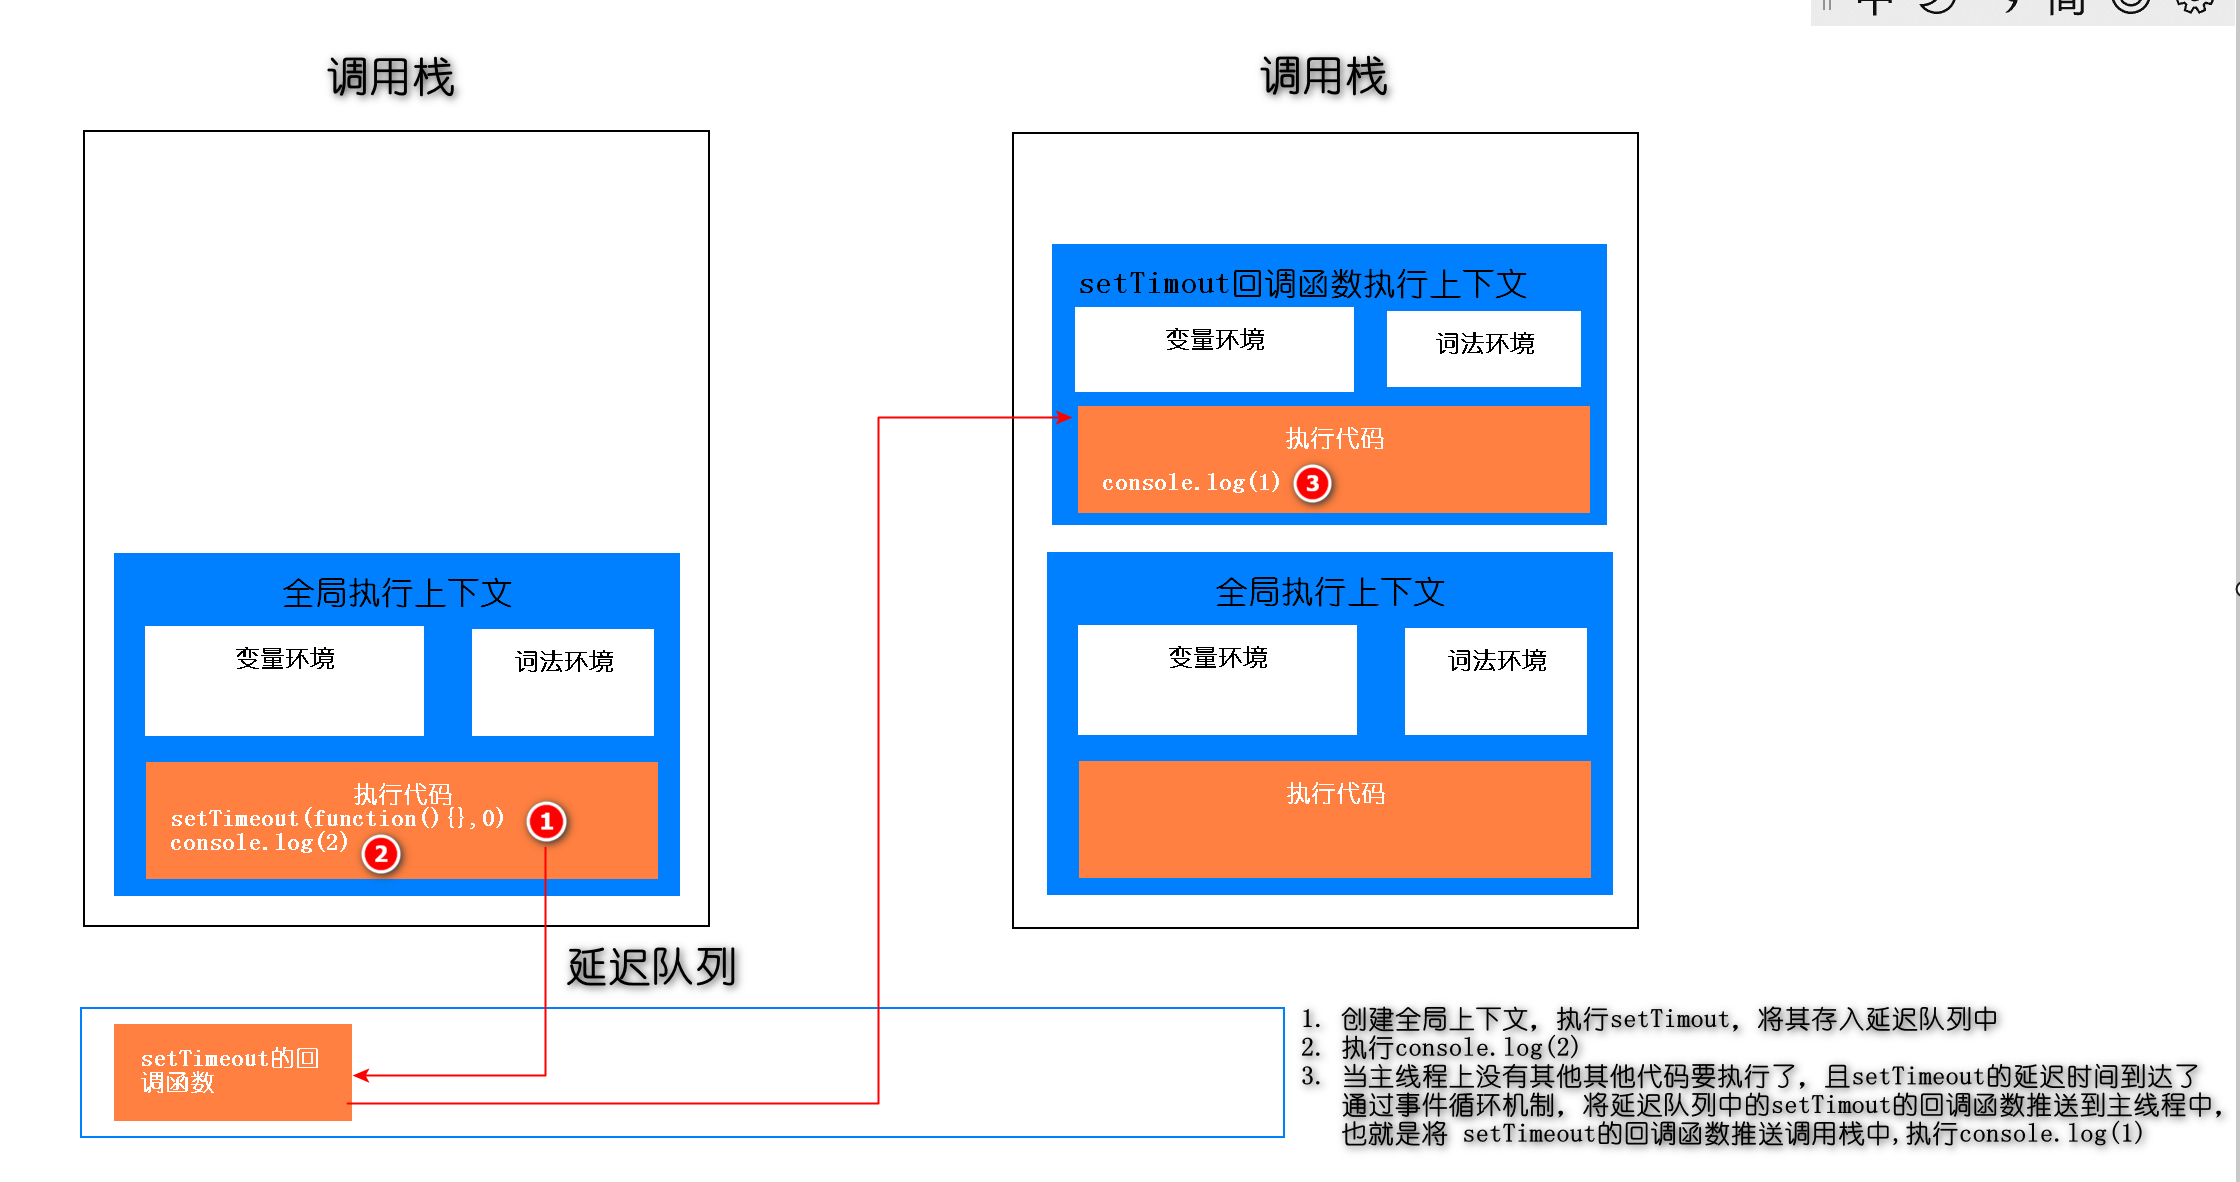 中 , 简
调用栈
调用栈
setTimout回调函数执行上下文
变量环境
词法环境
执行代码
console.log(1)
3
全局执行上下文
变量环境
词法环境
执行代码
setTimeout(function(){},0)
1
console.log(2)
2
全局执行上下文
变量环境
词法环境
执行代码
延迟队列
setTimeout的回
调函数
1. 创建全局上下文，执行setTimout，将其存入延迟队列中
2. 执行console.log(2)
3. 当主线程上没有其他其他代码要执行了，且setTimeout的延迟时间到达了
通过事件循环机制，将延迟队列中的setTimout的回调函数推送到主线程中，
也就是将 setTimeout的回调函数推送调用栈中,执行console.log(1)